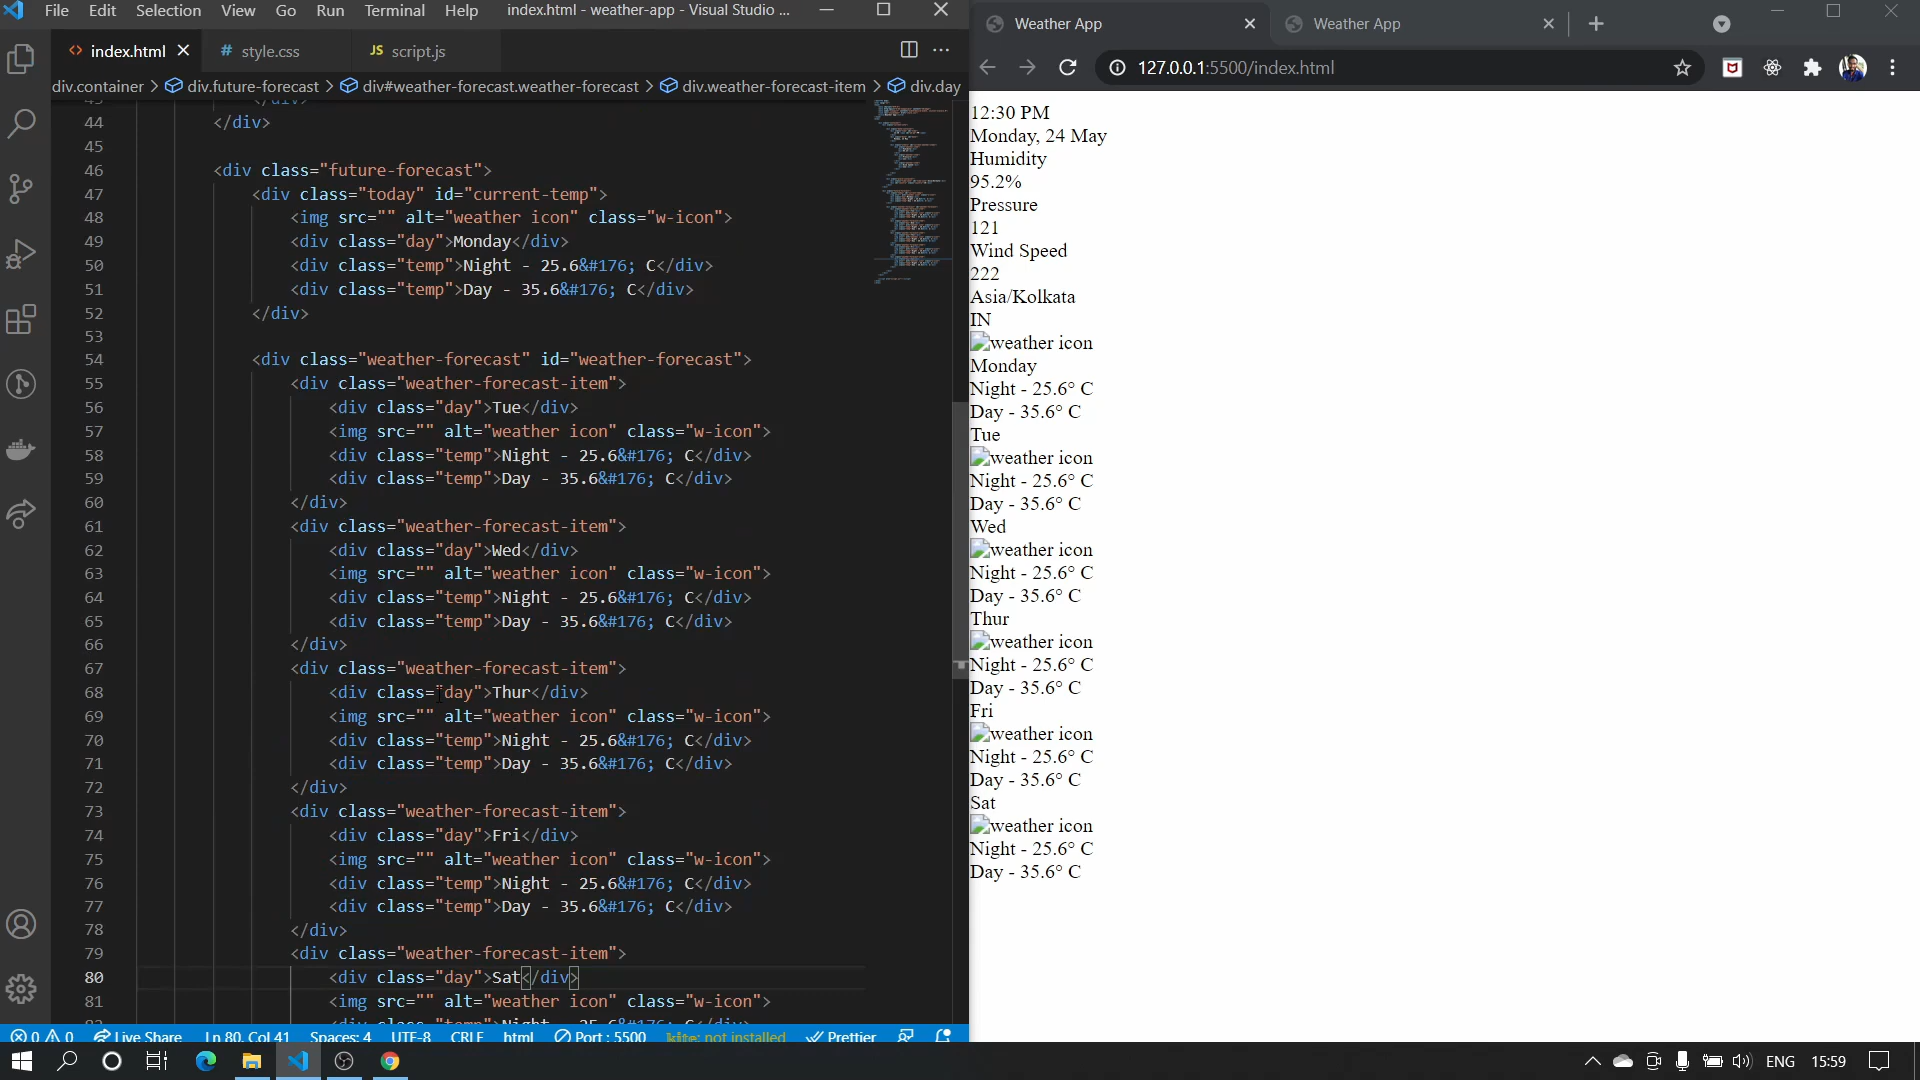 File Edit Selection View Go Run Terminal Help index.html - weather-app - Visual Studio ...
index.html
# style.css
JS script.js
div.container > div.future-forecast > div#weather-forecast.weather-forecast > div.weather-forecast-item > div.day
44 </div>
45
46 <div class="future-forecast">
47 <div class="today" id="current-temp">
48 <img src="" alt="weather icon" class="w-icon">
49 <div class="day">Monday</div>
50 <div class="temp">Night - 25.6&#176; C</div>
51 <div class="temp">Day - 35.6&#176; C</div>
52 </div>
53
54 <div class="weather-forecast" id="weather-forecast">
55 <div class="weather-forecast-item">
56 <div class="day">Tue</div>
57 <img src="" alt="weather icon" class="w-icon">
58 <div class="temp">Night - 25.6&#176; C</div>
59 <div class="temp">Day - 35.6&#176; C</div>
60 </div>
61 <div class="weather-forecast-item">
62 <div class="day">Wed</div>
63 <img src="" alt="weather icon" class="w-icon">
64 <div class="temp">Night - 25.6&#176; C</div>
65 <div class="temp">Day - 35.6&#176; C</div>
66 </div>
67 <div class="weather-forecast-item">
68 <div class="day">Thur</div>
69 <img src="" alt="weather icon" class="w-icon">
70 <div class="temp">Night - 25.6&#176; C</div>
71 <div class="temp">Day - 35.6&#176; C</div>
72 </div>
73 <div class="weather-forecast-item">
74 <div class="day">Fri</div>
75 <img src="" alt="weather icon" class="w-icon">
76 <div class="temp">Night - 25.6&#176; C</div>
77 <div class="temp">Day - 35.6&#176; C</div>
78 </div>
79 <div class="weather-forecast-item">
80 <div class="day">Sat</div>
81 <img src="" alt="weather icon" class="w-icon">
0 0 Live Share Ln 80, Col 41 Spaces: 4 UTF-8 CRLF html Port : 5500 kite: not installed Prettier
Weather App
Weather App
127.0.0.1:5500/index.html
12:30 PM
Monday, 24 May
Humidity
95.2%
Pressure
121
Wind Speed
222
Asia/Kolkata
IN
weather icon
Monday
Night - 25.6° C
Day - 35.6° C
Tue
weather icon
Night - 25.6° C
Day - 35.6° C
Wed
weather icon
Night - 25.6° C
Day - 35.6° C
Thur
weather icon
Night - 25.6° C
Day - 35.6° C
Fri
weather icon
Night - 25.6° C
Day - 35.6° C
Sat
weather icon
Night - 25.6° C
Day - 35.6° C
ENG 15:59